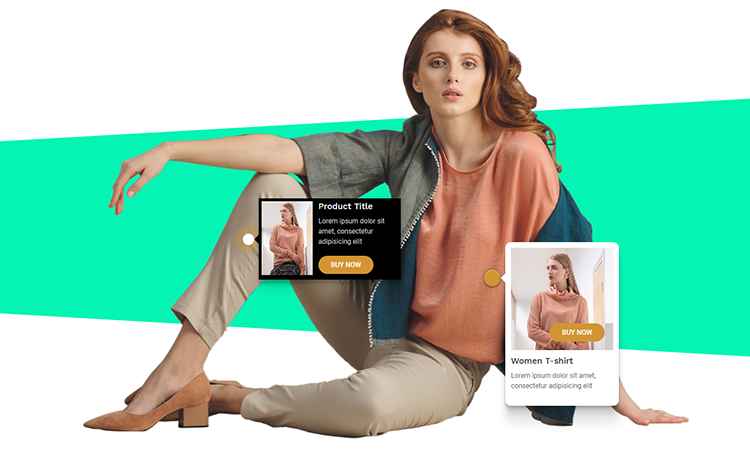 Product Title
Lorem ipsum dolor sit
amet, consectetur
adipisicing elit
BUY NOW
BUY NOW
Women T-shirt
Lorem ipsum dolor sit amet,
consectetur adipisicing elit